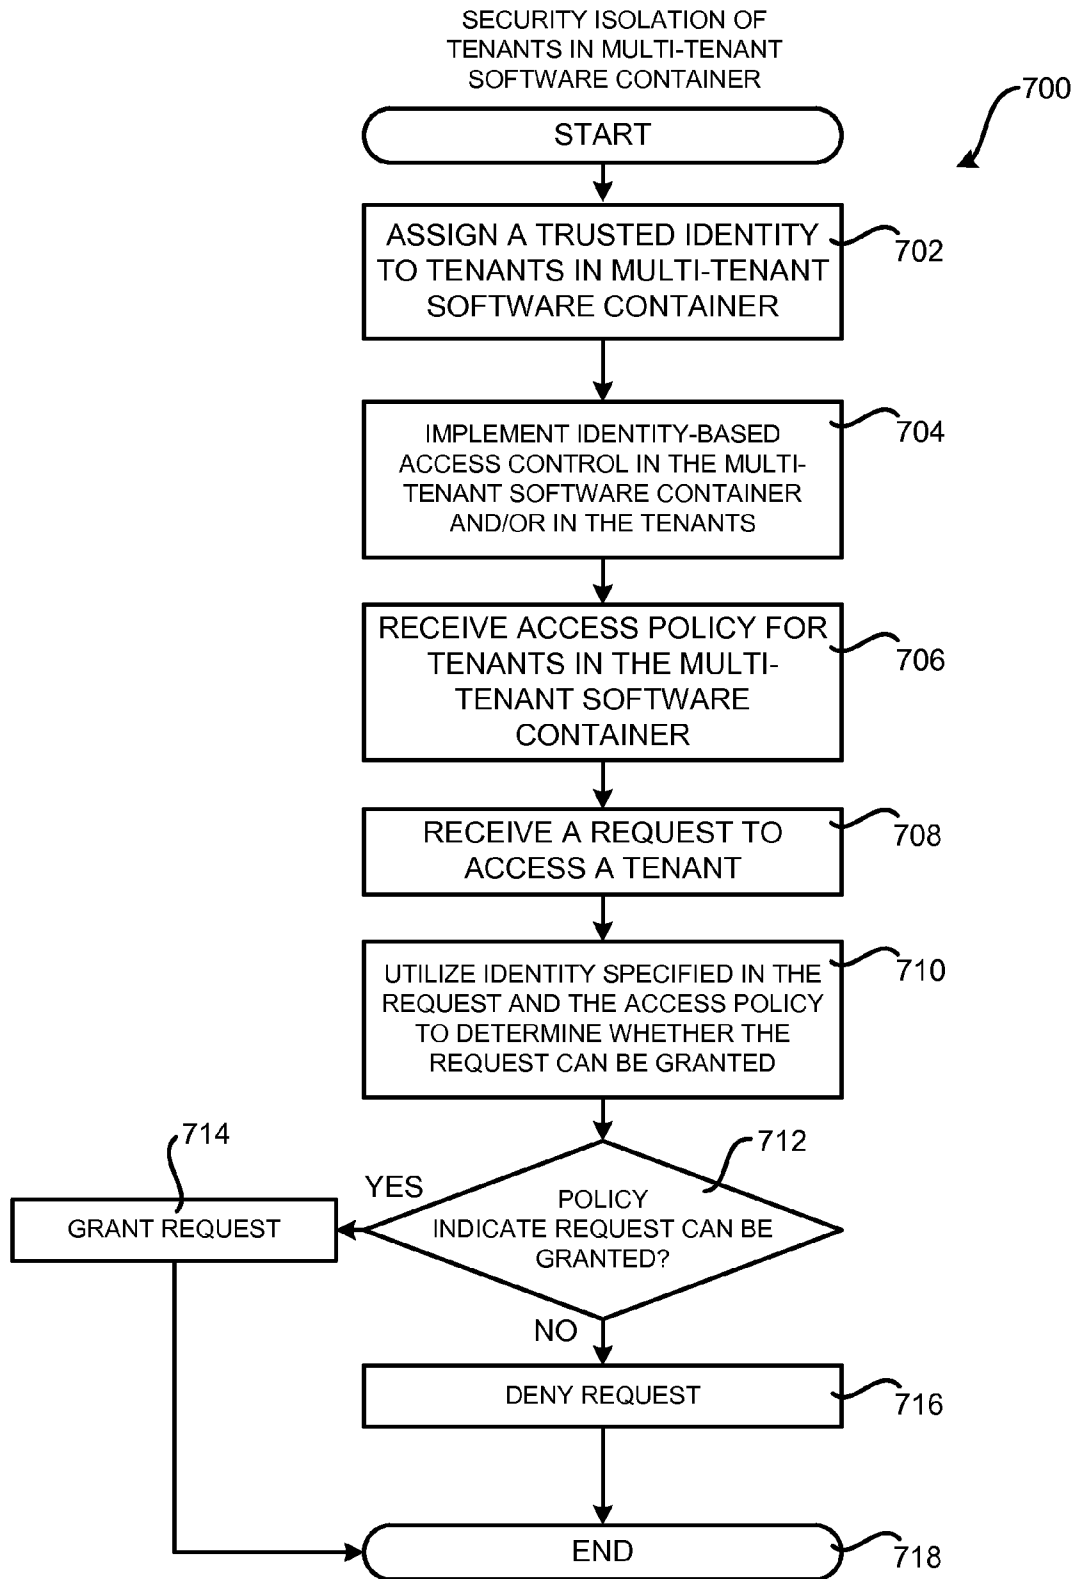 SECURITY ISOLATION OF
TENANTS IN MULTI-TENANT
SOFTWARE CONTAINER
700
START
ASSIGN A TRUSTED IDENTITY
TO TENANTS IN MULTI-TENANT
SOFTWARE CONTAINER
702
IMPLEMENT IDENTITY-BASED
ACCESS CONTROL IN THE MULTI-
TENANT SOFTWARE CONTAINER
AND/OR IN THE TENANTS
704
RECEIVE ACCESS POLICY FOR
TENANTS IN THE MULTI-
TENANT SOFTWARE
CONTAINER
706
RECEIVE A REQUEST TO
ACCESS A TENANT
708
UTILIZE IDENTITY SPECIFIED IN THE
REQUEST AND THE ACCESS POLICY
TO DETERMINE WHETHER THE
REQUEST CAN BE GRANTED
710
712
POLICY
INDICATE REQUEST CAN BE
GRANTED?
YES
714
GRANT REQUEST
NO
DENY REQUEST
716
END
718